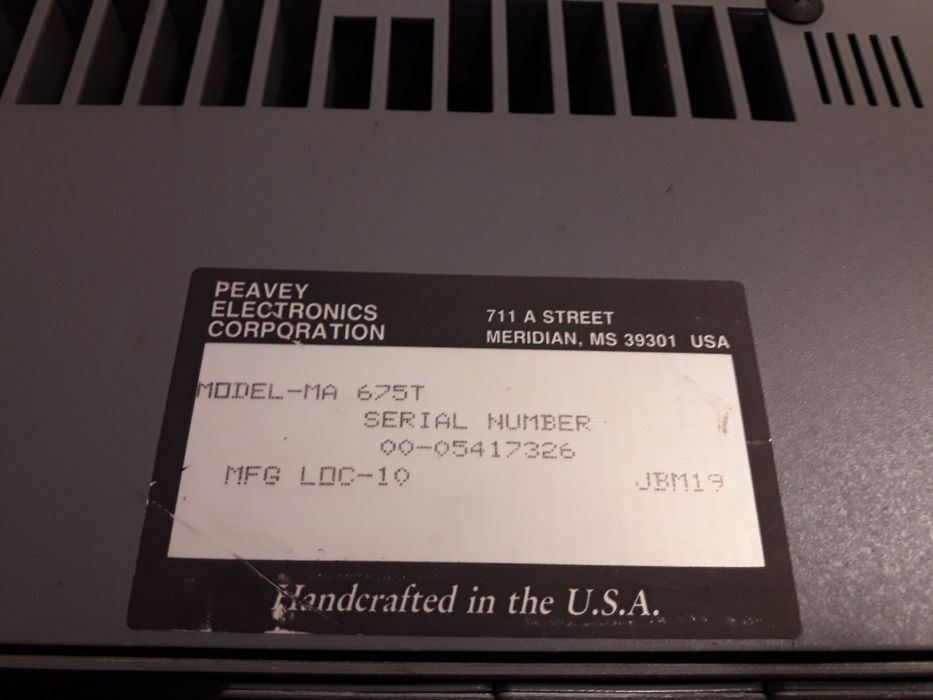 PEAVEY
ELECTRONICS
CORPORATION
711 A STREET
MERIDIAN, MS 39301 USA
MODEL-MA 675T
SERIAL NUMBER
00-05417326
MFG LOC-10
JBM19
Handcrafted in the U.S.A.